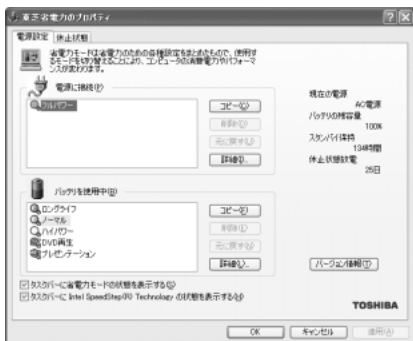 東芝省電力のプロパティ
電源設定
休止状態
省電力モードは省電力のための各種設定をまとめたもので、使用す
るモードを切り替えることにより、コンピュータの消費電力やパフォーマ
ンスが変わります。
電源に接続(P)
フルパワー
コピー(C)
削除(D)
元に戻す(U)
詳細(I)...
バッテリを使用中(B)
ロングライフ
ノーマル
ハイパワー
DVD再生
プレゼンテーション
コピー(E)
削除(D)
元に戻す(U)
詳細(L)...
現在の電源
AC電源
バッテリの残容量
100%
スタンバイ保持
134時間
休止状態放電
25日
バージョン情報(T)
タスクバーに省電力モードの状態を表示する(S)
タスクバーに Intel SpeedStep(R) Technology の状態を表示する(G)
TOSHIBA
OK
キャンセル
適用(A)